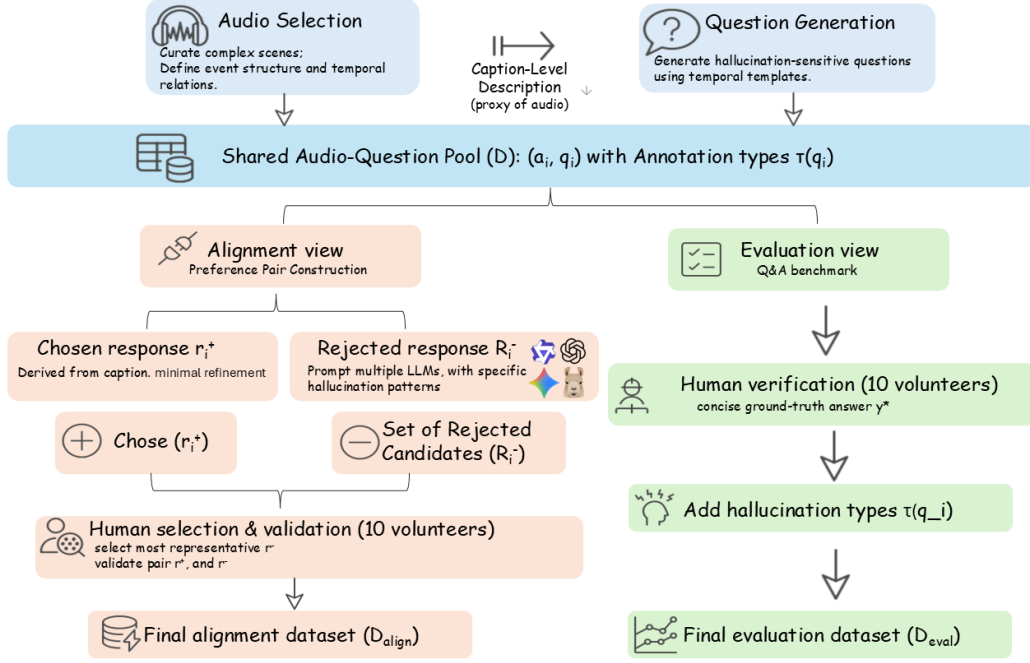 Audio Selection
Curate complex scenes;
Define event structure and temporal
relations.
Caption-Level
Description
(proxy of audio)
Question Generation
Generate hallucination-sensitive questions
using temporal templates.
Shared Audio-Question Pool (D): (aᵢ, qᵢ) with Annotation types τ(qᵢ)
Alignment view
Preference Pair Construction
Evaluation view
Q&A benchmark
Chosen response rᵢ⁺
Derived from caption. minimal refinement
Rejected response Rᵢ⁻
Prompt multiple LLMs, with specific
hallucination patterns
Human verification (10 volunteers)
concise ground-truth answer y*
Chose (rᵢ⁺)
Set of Rejected
Candidates (Rᵢ⁻)
Add hallucination types τ(q_i)
Human selection & validation (10 volunteers)
select most representative r⁻
validate pair r⁺, and r⁻
Final alignment dataset (D_align)
Final evaluation dataset (D_eval)